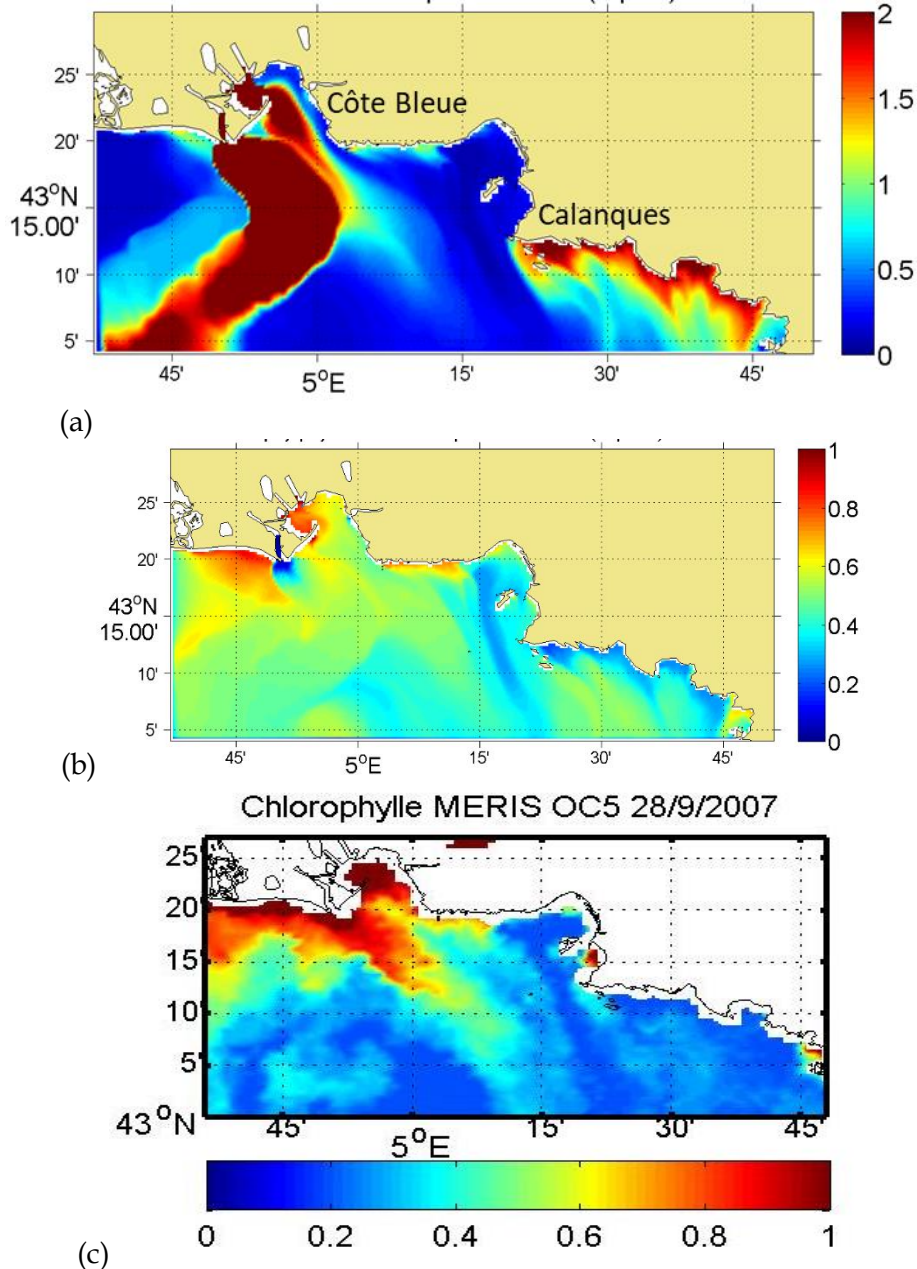 2
25'
Côte Bleue
20'
1.5
43°N
15.00'
1
Calanques
10'
0.5
5'
0
45'
5°E
15'
30'
45'
(a)
1
25'
0.8
20'
0.6
43°N
15.00'
0.4
10'
0.2
5'
0
45'
5°E
15'
30'
45'
(b)
Chlorophylle MERIS OC5 28/9/2007
25'
20'
15'
10'
5'
43°N
45'
5°E
15'
30'
45'
0 0.2 0.4 0.6 0.8 1
(c)